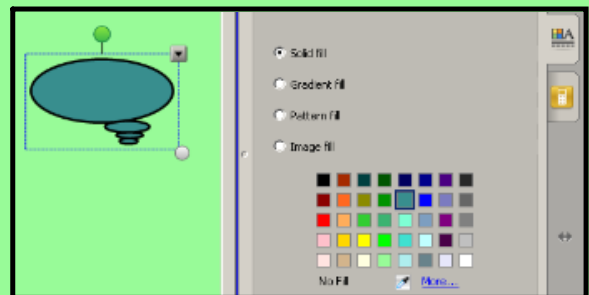 Solid fill
Gradient fill
Pattern fill
Image fill
No Fill More...